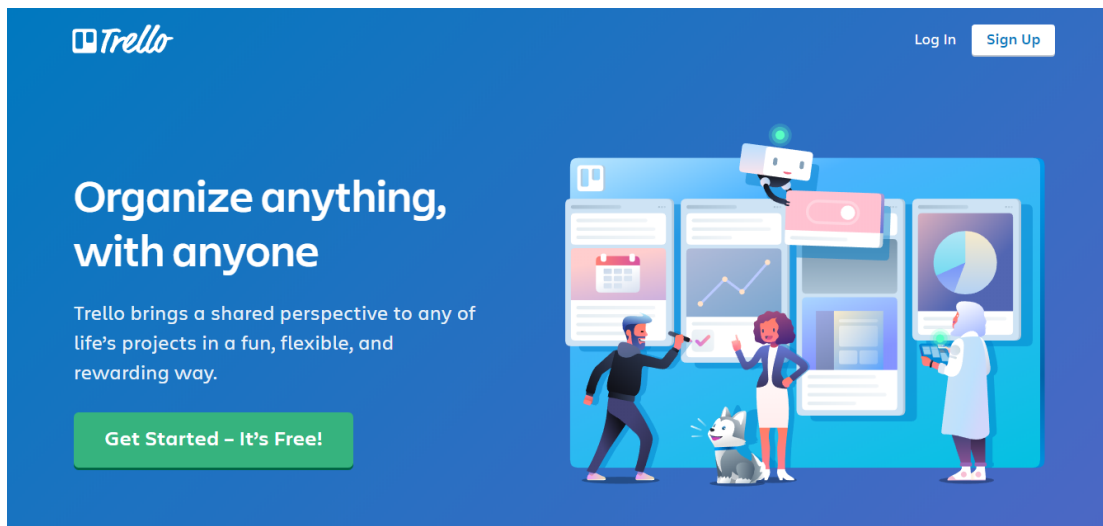 Trello
Log In
Sign Up
Organize anything,
with anyone
Trello brings a shared perspective to any of
life’s projects in a fun, flexible, and
rewarding way.
Get Started – It’s Free!